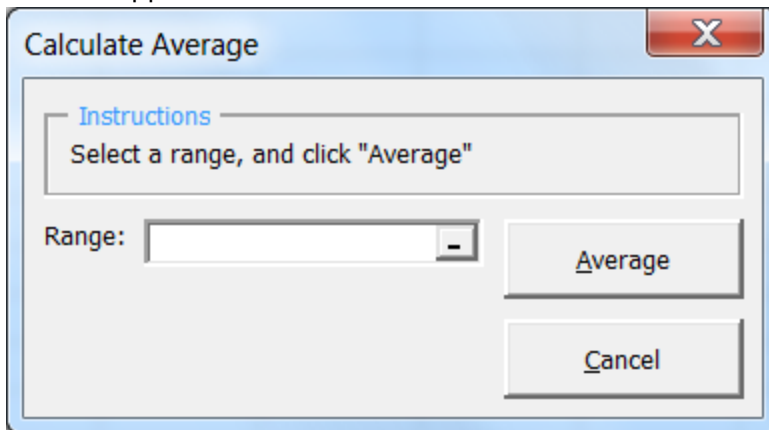 Calculate Average
Instructions
Select a range, and click "Average"
Range:
Average
Cancel